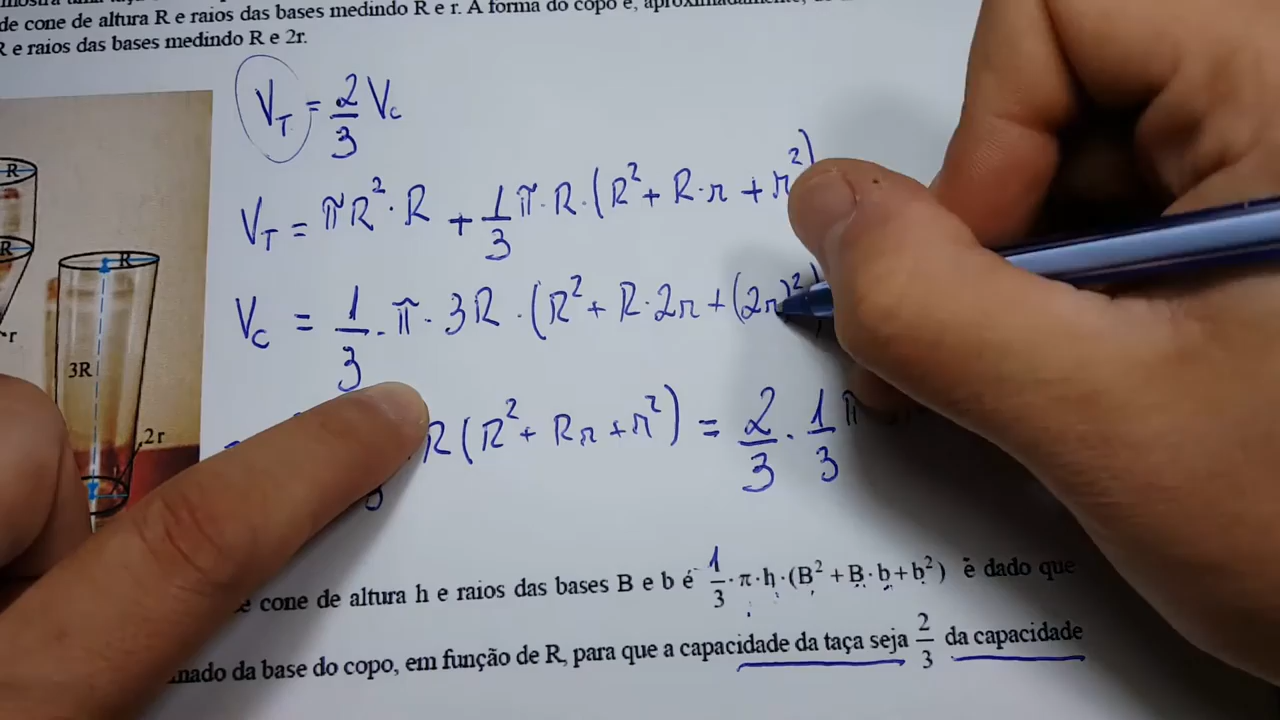 de cone de altura R e raios das bases medindo R e r. A forma do copo é, aproximadamente,
R e raios das bases medindo R e 2r.
V_T = 2/3 V_c
V_T = πR² · R + 1/3 π · R · (R² + R · r + r²)
V_c = 1/3 · π · 3R · (R² + R · 2r + (2r)²)
R (R² + Rr + r²) = 2/3 · 1/3 π
R
R
R
3R
r
2r
cone de altura h e raios das bases B e b é 1/3 · π · h · (B² + B · b + b²) é dado que
da base do copo, em função de R, para que a capacidade da taça seja 2/3 da capacidade